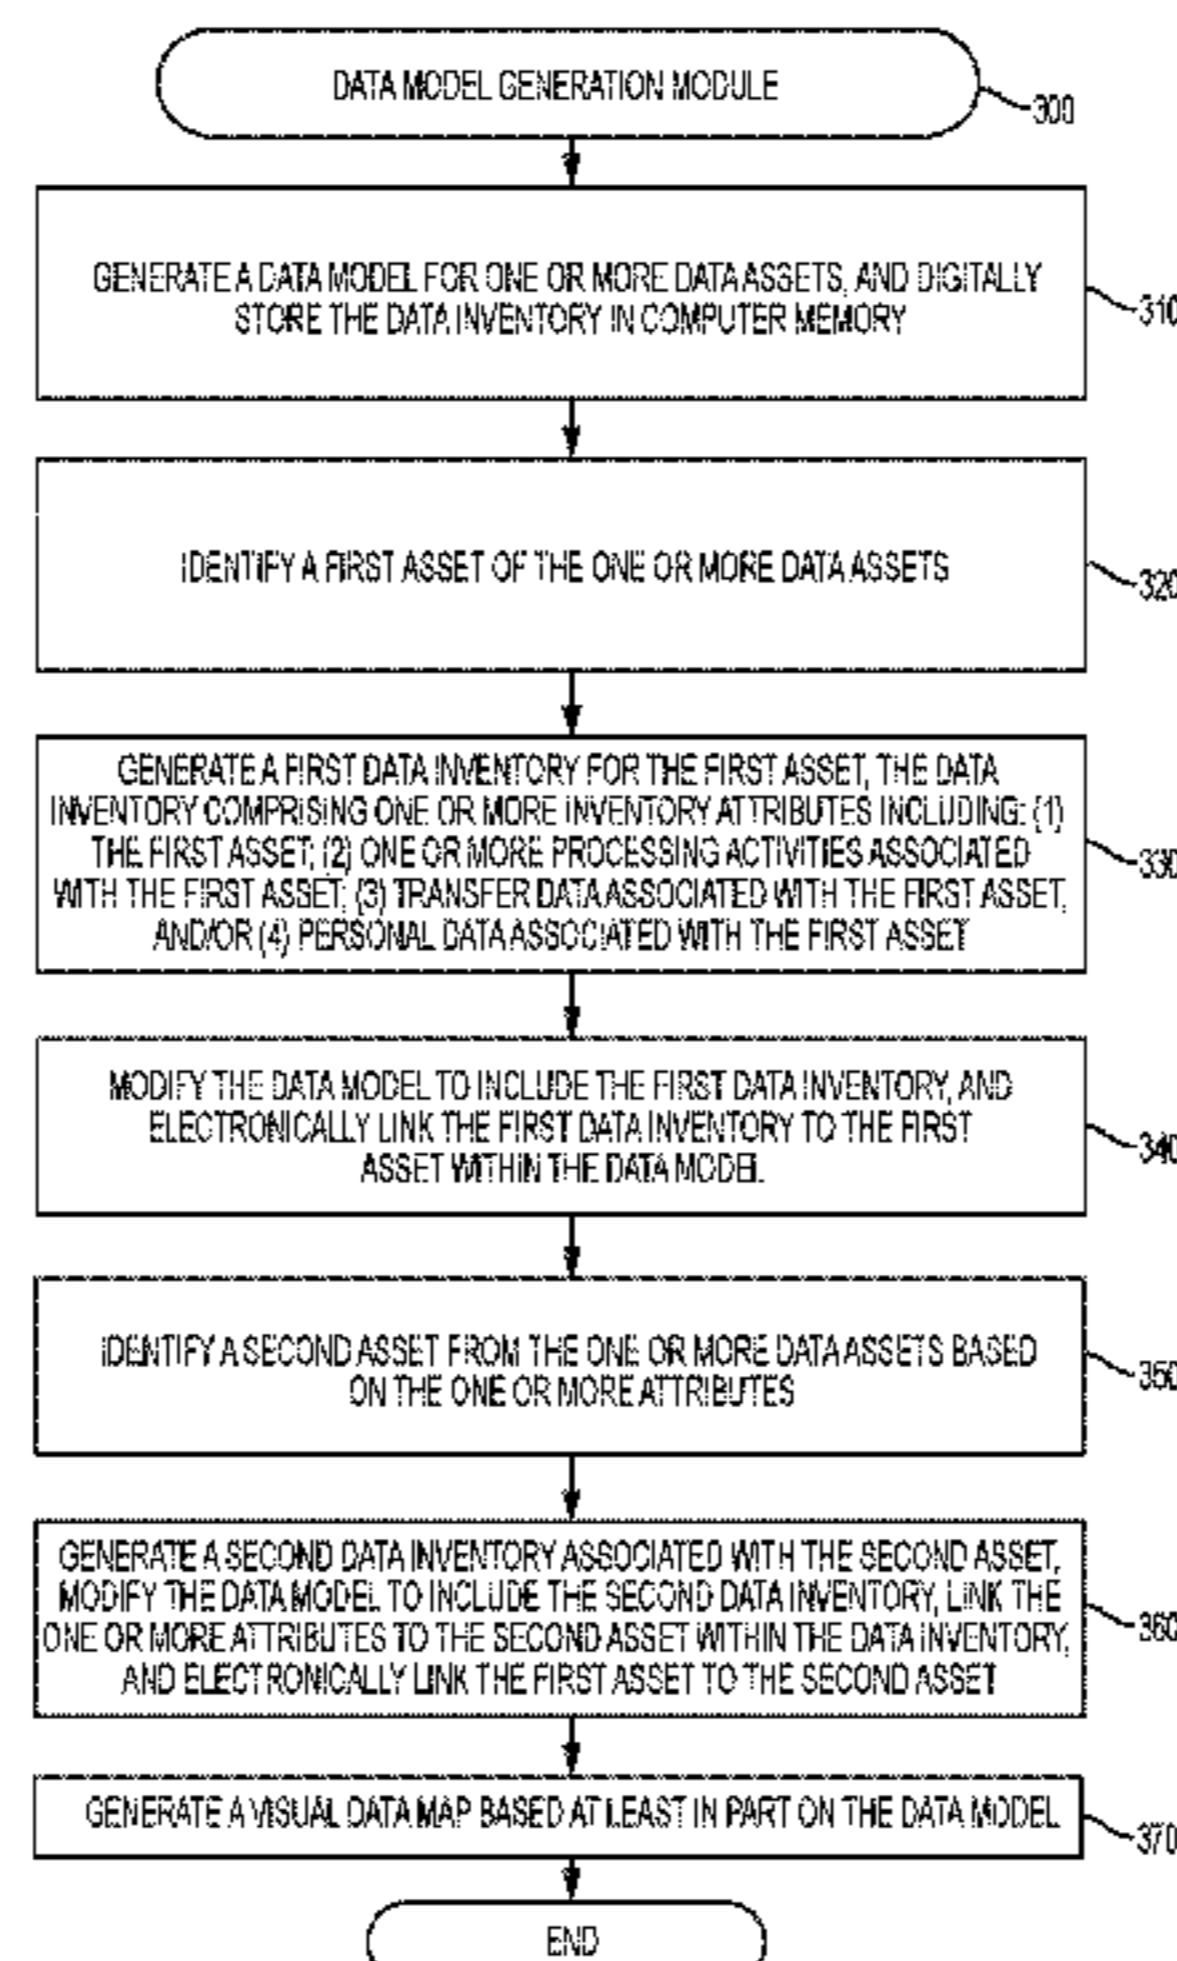 DATA MODEL GENERATION MODULE
300
GENERATE A DATA MODEL FOR ONE OR MORE DATA ASSETS, AND DIGITALLY
STORE THE DATA INVENTORY IN COMPUTER MEMORY
310
IDENTIFY A FIRST ASSET OF THE ONE OR MORE DATA ASSETS
320
GENERATE A FIRST DATA INVENTORY FOR THE FIRST ASSET, THE DATA
INVENTORY COMPRISING ONE OR MORE INVENTORY ATTRIBUTES INCLUDING: (1)
THE FIRST ASSET; (2) ONE OR MORE PROCESSING ACTIVITIES ASSOCIATED
WITH THE FIRST ASSET; (3) TRANSFER DATA ASSOCIATED WITH THE FIRST ASSET,
AND/OR (4) PERSONAL DATA ASSOCIATED WITH THE FIRST ASSET
330
MODIFY THE DATA MODEL TO INCLUDE THE FIRST DATA INVENTORY, AND
ELECTRONICALLY LINK THE FIRST DATA INVENTORY TO THE FIRST
ASSET WITHIN THE DATA MODEL
340
IDENTIFY A SECOND ASSET FROM THE ONE OR MORE DATA ASSETS BASED
ON THE ONE OR MORE ATTRIBUTES
350
GENERATE A SECOND DATA INVENTORY ASSOCIATED WITH THE SECOND ASSET,
MODIFY THE DATA MODEL TO INCLUDE THE SECOND DATA INVENTORY, LINK THE
ONE OR MORE ATTRIBUTES TO THE SECOND ASSET WITHIN THE DATA INVENTORY,
AND ELECTRONICALLY LINK THE FIRST ASSET TO THE SECOND ASSET
360
GENERATE A VISUAL DATA MAP BASED AT LEAST IN PART ON THE DATA MODEL
370
END